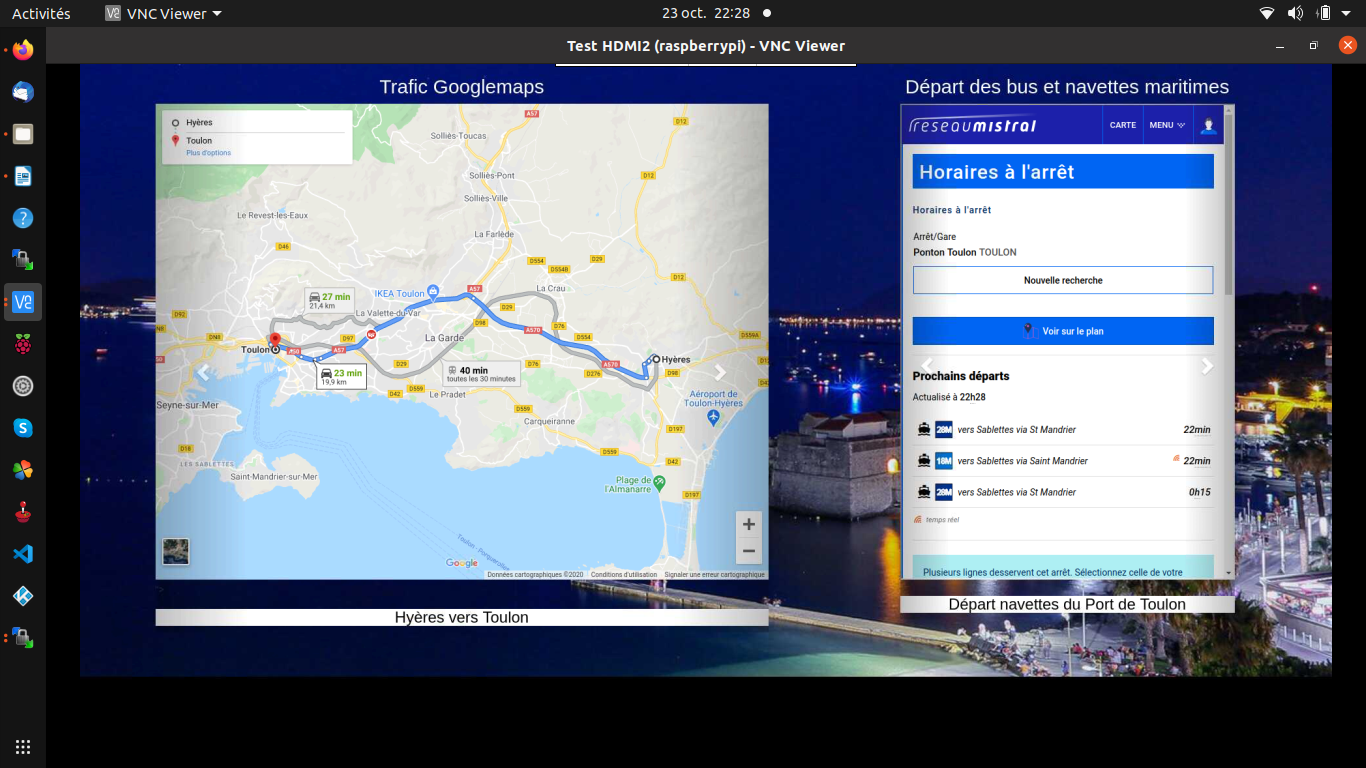 Activités
VNC Viewer
23 oct. 22:28
Test HDMI2 (raspberrypi) - VNC Viewer
Trafic Googlemaps
Hyères
Toulon
Plus d'options
A57
D12
Solliès-Toucas
Solliès-Pont
D12
Solliès-Ville
Le Revest-les-Eaux
La Farlède
D46
D29
D554
D554B
D12
27 min
21,4 km
IKEA Toulon
A57
La Crau
La Valette-du-Var
D29
D92
D98
D76
N8
DN8
D97
A570
D554
D559A
La Garde
Toulon
A57
Hyères
D29
D76
A570
23 min
19,9 km
40 min
toutes les 30 minutes
D276
D98
D42
D559
Le Pradet
Aéroport de
Toulon-Hyères
Seyne-sur-Mer
D559
Carqueiranne
D197
D18
D559
D42
LES SABLETTES
Saint-Mandrier-sur-Mer
Plage de
l'Almanarre
D197
Toulon - Porquerolles
Google
Données cartographiques ©2020
Conditions d'utilisation
Signaler une erreur cartographique
Hyères vers Toulon
Départ des bus et navettes maritimes
reseaumistral
CARTE
MENU
Horaires à l'arrêt
Horaires à l'arrêt
Arrêt/Gare
Ponton Toulon TOULON
Nouvelle recherche
Voir sur le plan
Prochains départs
Actualisé à 22h28
28M vers Sablettes via St Mandrier 22min
18M vers Sablettes via Saint Mandrier 22min
28M vers Sablettes via St Mandrier 0h15
temps réel
Plusieurs lignes desservent cet arrêt. Sélectionnez celle de votre
Départ navettes du Port de Toulon